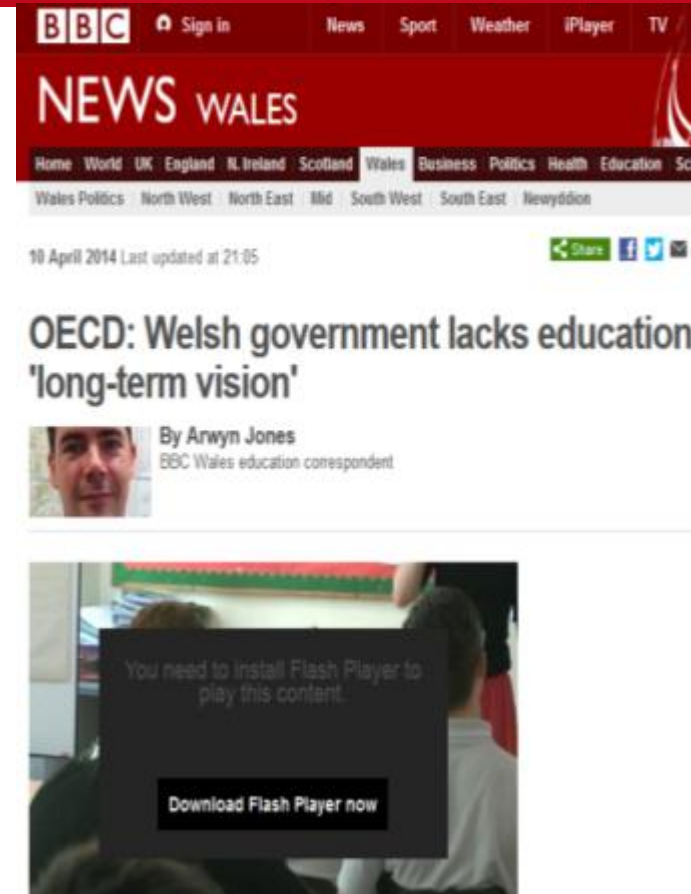 BBC Sign in News Sport Weather iPlayer TV
NEWS WALES
Home World UK England N. Ireland Scotland Wales Business Politics Health Education Sc
Wales Politics North West North East Mid South West South East Newyddion
10 April 2014 Last updated at 21:05 Share f
OECD: Welsh government lacks education
'long-term vision'
By Arwyn Jones
BBC Wales education correspondent
You need to install Flash Player to
play this content.
Download Flash Player now